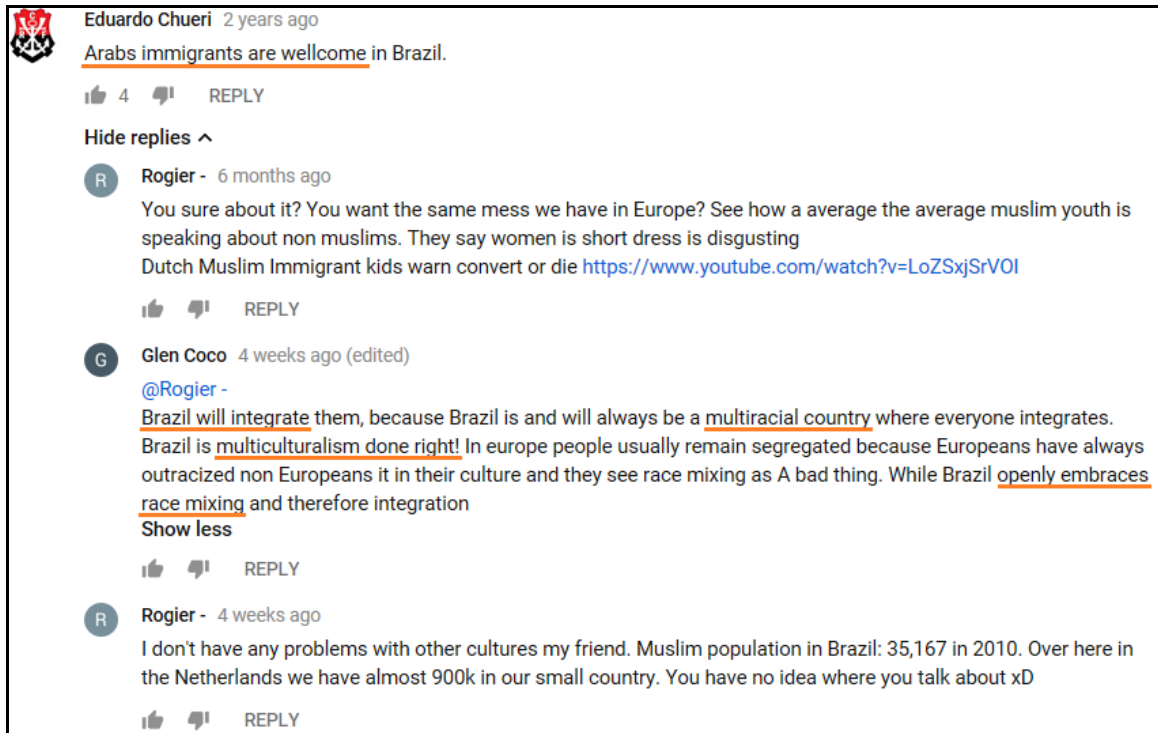 Eduardo Chueri 2 years ago
Arabs immigrants are wellcome in Brazil.
4 REPLY
Hide replies
R Rogier - 6 months ago
You sure about it? You want the same mess we have in Europe? See how a average the average muslim youth is
speaking about non muslims. They say women is short dress is disgusting
Dutch Muslim Immigrant kids warn convert or die https://www.youtube.com/watch?v=LoZSxjSrVOI
REPLY
G Glen Coco 4 weeks ago (edited)
@Rogier -
Brazil will integrate them, because Brazil is and will always be a multiracial country where everyone integrates.
Brazil is multiculturalism done right! In europe people usually remain segregated because Europeans have always
outracized non Europeans it in their culture and they see race mixing as A bad thing. While Brazil openly embraces
race mixing and therefore integration
Show less
REPLY
R Rogier - 4 weeks ago
I don't have any problems with other cultures my friend. Muslim population in Brazil: 35,167 in 2010. Over here in
the Netherlands we have almost 900k in our small country. You have no idea where you talk about xD
REPLY